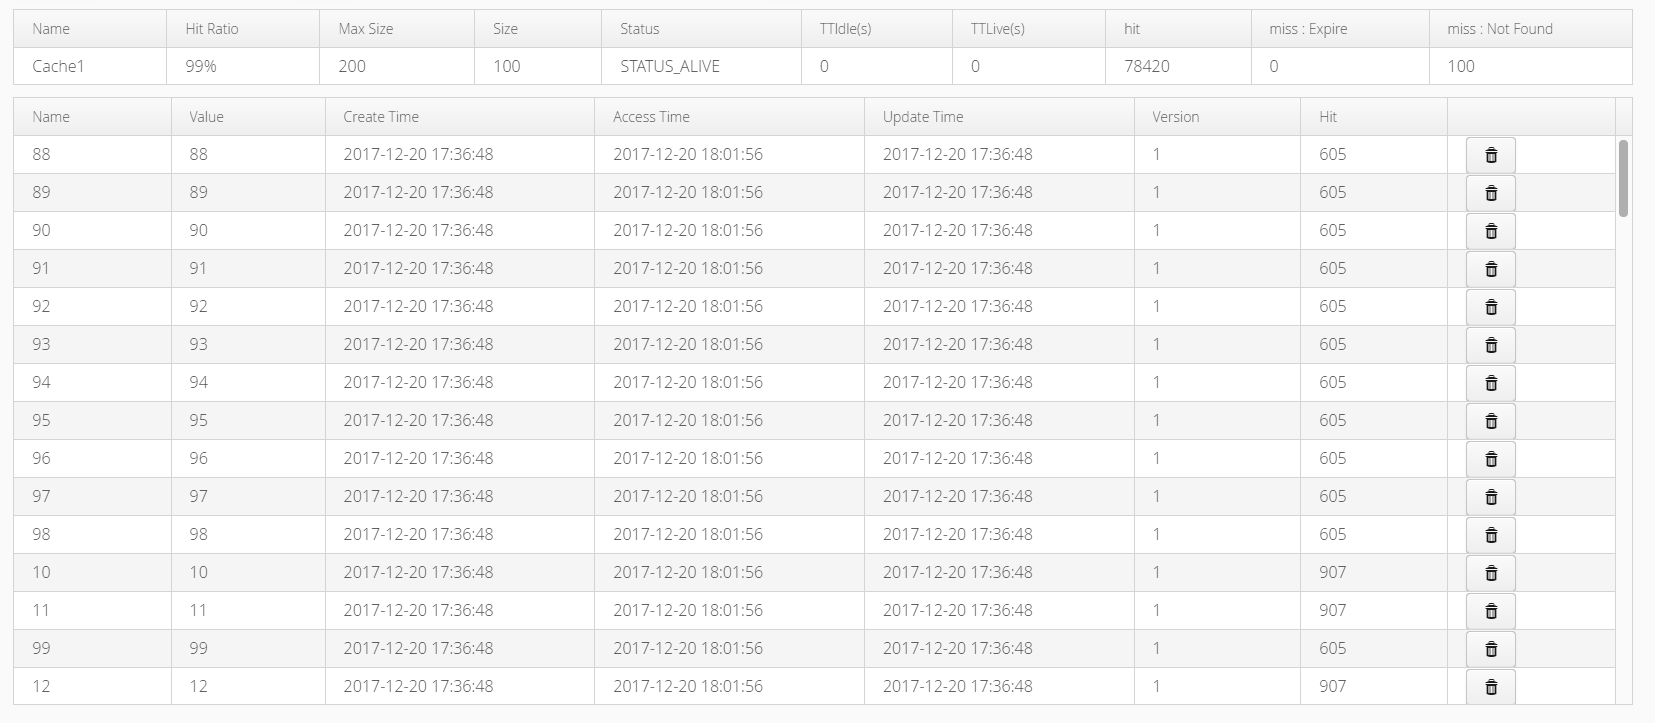 Name Hit Ratio Max Size Size Status TTIdle(s) TTLive(s) hit miss : Expire miss : Not Found
Cache1 99% 200 100 STATUS_ALIVE 0 0 78420 0 100
Name Value Create Time Access Time Update Time Version Hit
88 88 2017-12-20 17:36:48 2017-12-20 18:01:56 2017-12-20 17:36:48 1 605
89 89 2017-12-20 17:36:48 2017-12-20 18:01:56 2017-12-20 17:36:48 1 605
90 90 2017-12-20 17:36:48 2017-12-20 18:01:56 2017-12-20 17:36:48 1 605
91 91 2017-12-20 17:36:48 2017-12-20 18:01:56 2017-12-20 17:36:48 1 605
92 92 2017-12-20 17:36:48 2017-12-20 18:01:56 2017-12-20 17:36:48 1 605
93 93 2017-12-20 17:36:48 2017-12-20 18:01:56 2017-12-20 17:36:48 1 605
94 94 2017-12-20 17:36:48 2017-12-20 18:01:56 2017-12-20 17:36:48 1 605
95 95 2017-12-20 17:36:48 2017-12-20 18:01:56 2017-12-20 17:36:48 1 605
96 96 2017-12-20 17:36:48 2017-12-20 18:01:56 2017-12-20 17:36:48 1 605
97 97 2017-12-20 17:36:48 2017-12-20 18:01:56 2017-12-20 17:36:48 1 605
98 98 2017-12-20 17:36:48 2017-12-20 18:01:56 2017-12-20 17:36:48 1 605
10 10 2017-12-20 17:36:48 2017-12-20 18:01:56 2017-12-20 17:36:48 1 907
11 11 2017-12-20 17:36:48 2017-12-20 18:01:56 2017-12-20 17:36:48 1 907
99 99 2017-12-20 17:36:48 2017-12-20 18:01:56 2017-12-20 17:36:48 1 605
12 12 2017-12-20 17:36:48 2017-12-20 18:01:56 2017-12-20 17:36:48 1 907